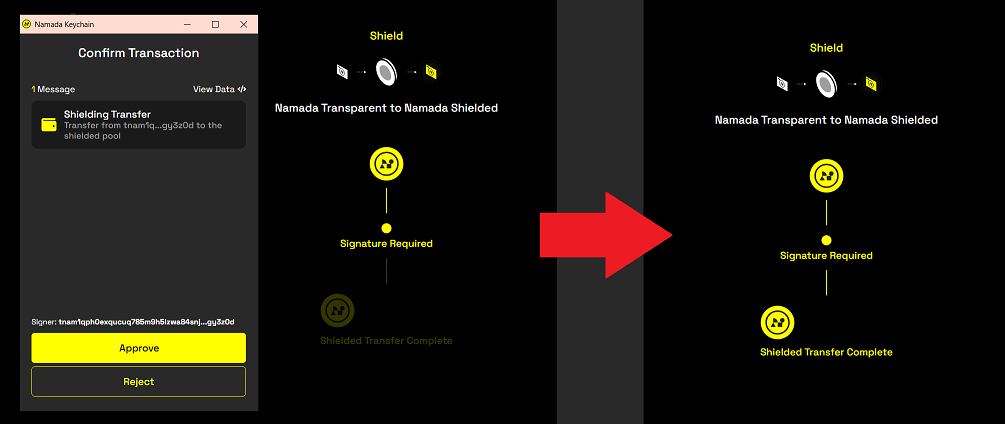 Namada Keychain
Confirm Transaction
1 Message
View Data </>
Shielding Transfer
Transfer from tnam1q...gy3z0d to the
shielded pool
Signer: tnam1qph0exqucuq785m9h5lzwa84snj...gy3z0d
Approve
Reject
Shield
Namada Transparent to Namada Shielded
Signature Required
Shielded Transfer Complete
Shield
Namada Transparent to Namada Shielded
Signature Required
Shielded Transfer Complete